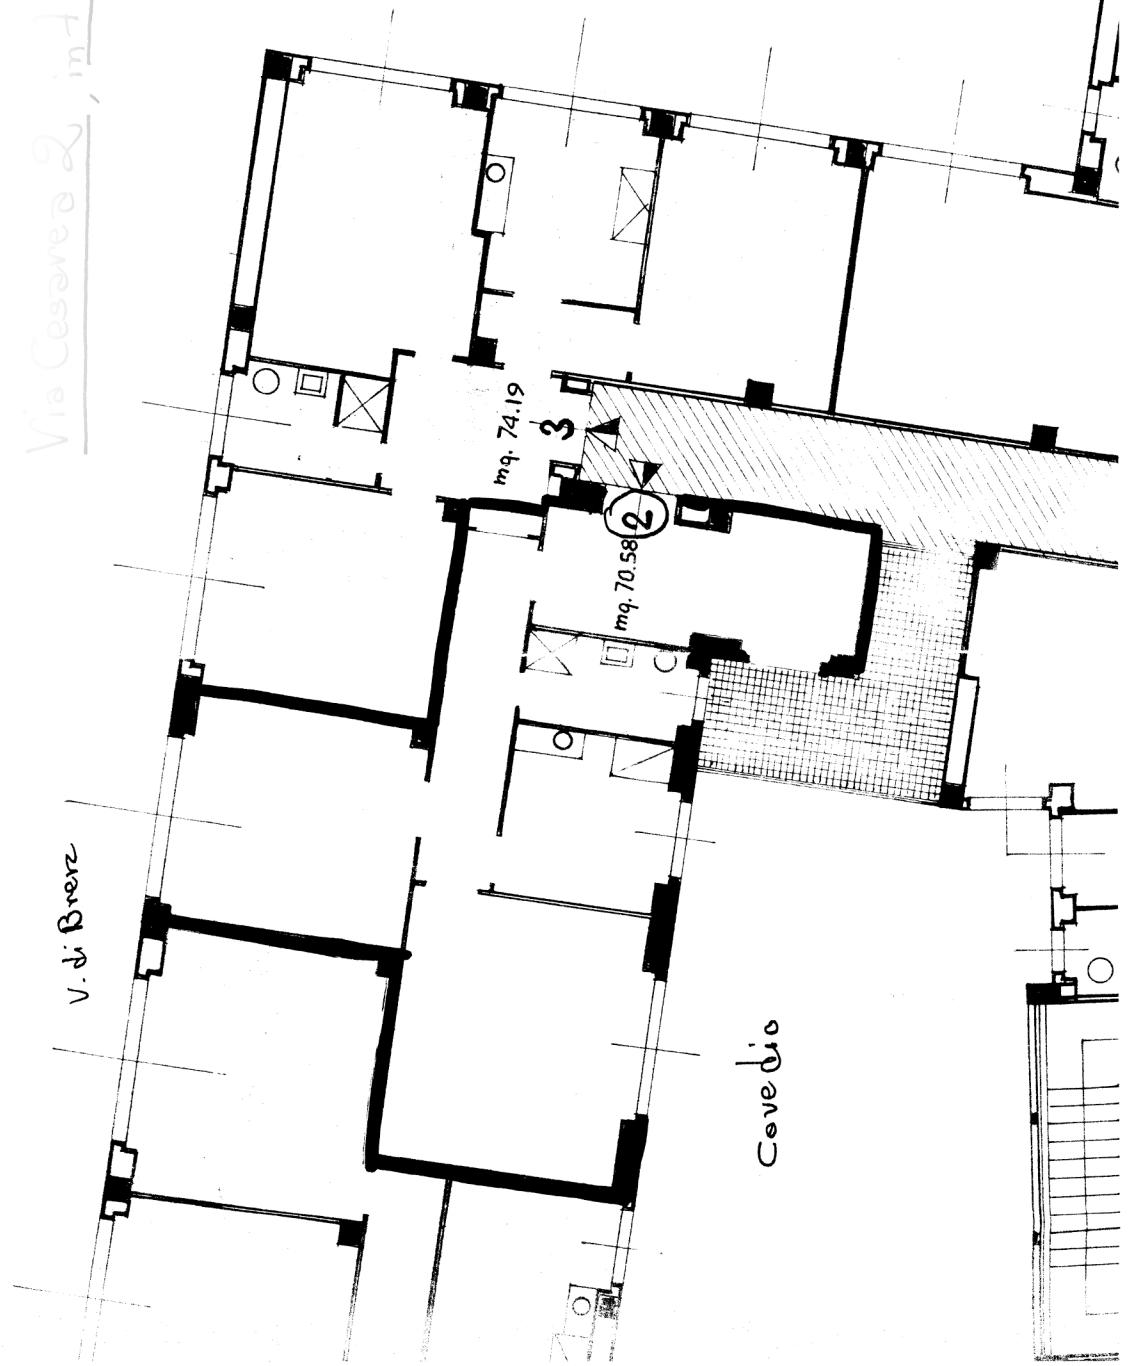 Via Cesarea 2, int
mq. 74.19
3
2
mq. 70.58
V. di Brera
Cavedio